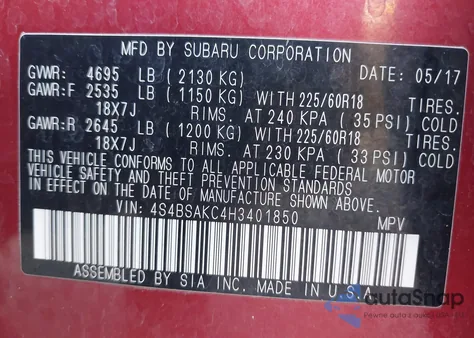 MFD BY SUBARU CORPORATION
GVWR: 4695 LB (2130 KG) DATE: 05/17
GAWR:F 2535 LB (1150 KG) WITH 225/60R18 TIRES.
18X7J RIMS. AT 240 KPA (35 PSI) COLD
GAWR:R 2645 LB (1200 KG) WITH 225/60R18 TIRES.
18X7J RIMS. AT 230 KPA (33 PSI) COLD
THIS VEHICLE CONFORMS TO ALL APPLICABLE FEDERAL MOTOR
VEHICLE SAFETY AND THEFT PREVENTION STANDARDS
IN EFFECT ON THE DATE OF MANUFACTURE SHOWN ABOVE.
VIN: 4S4BSAKC4H3401850 MPV
ASSEMBLED BY SIA INC. MADE IN U.S.A.
autaSnap
Pewne auto z